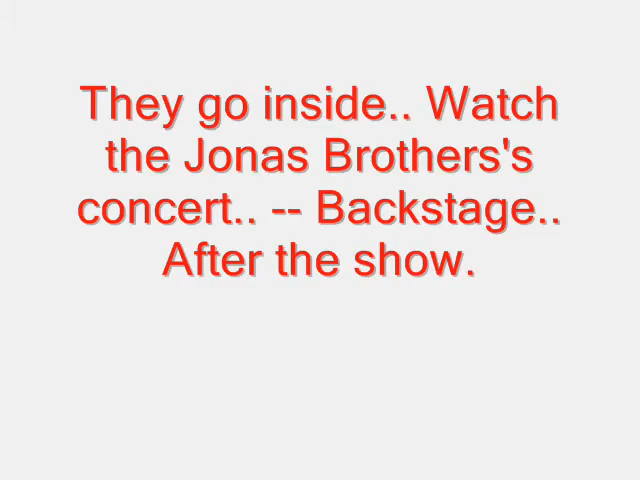 They go inside.. Watch
the Jonas Brothers's
concert.. -- Backstage..
After the show.